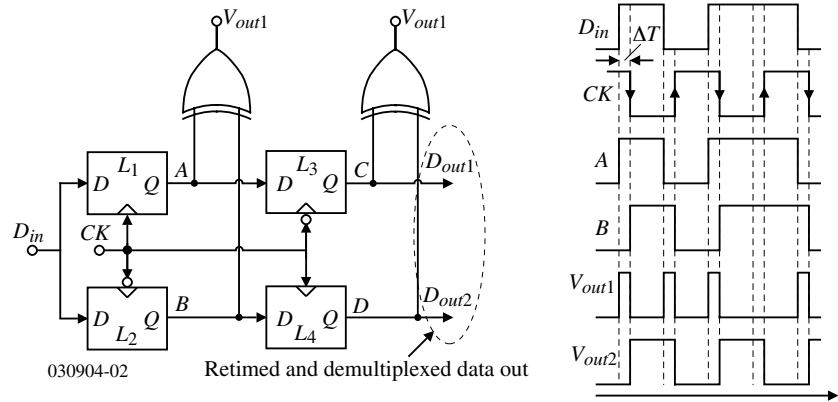 V_out1
V_out1
L_1
D
Q
A
L_3
D
Q
C
D_out1
D_in
CK
D
Q
L_2
B
D
Q
L_4
D
D_out2
030904-02
Retimed and demultiplexed data out
D_in
ΔT
CK
A
B
V_out1
V_out2